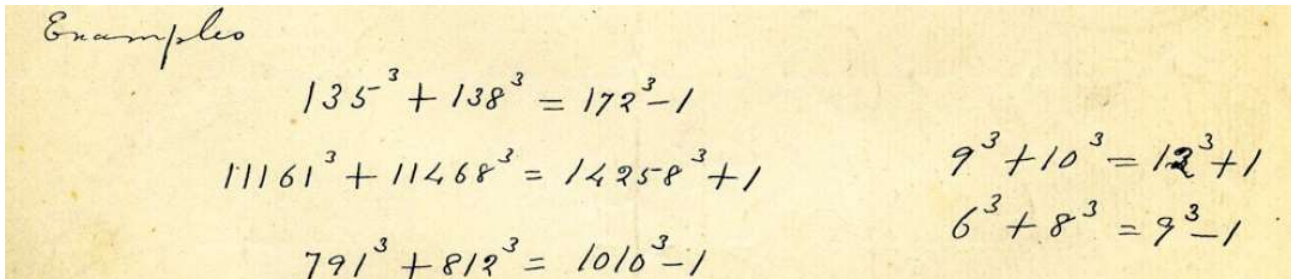 Examples
135³ + 138³ = 172³ - 1
11161³ + 11468³ = 14258³ + 1
791³ + 812³ = 1010³ - 1
9³ + 10³ = 12³ + 1
6³ + 8³ = 9³ - 1